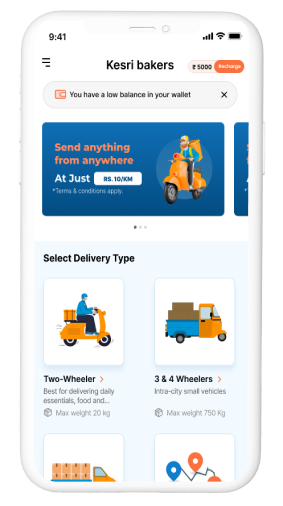 9:41
Kesri bakers
₹ 5000 Recharge
You have a low balance in your wallet
Send anything
from anywhere
At Just RS. 10/KM
*Terms & conditions apply.
Select Delivery Type
Two-Wheeler >
Best for delivering daily
essentials, food and...
Max weight 20 kg
3 & 4 Wheelers >
Intra-city small vehicles
Max weight 750 Kg